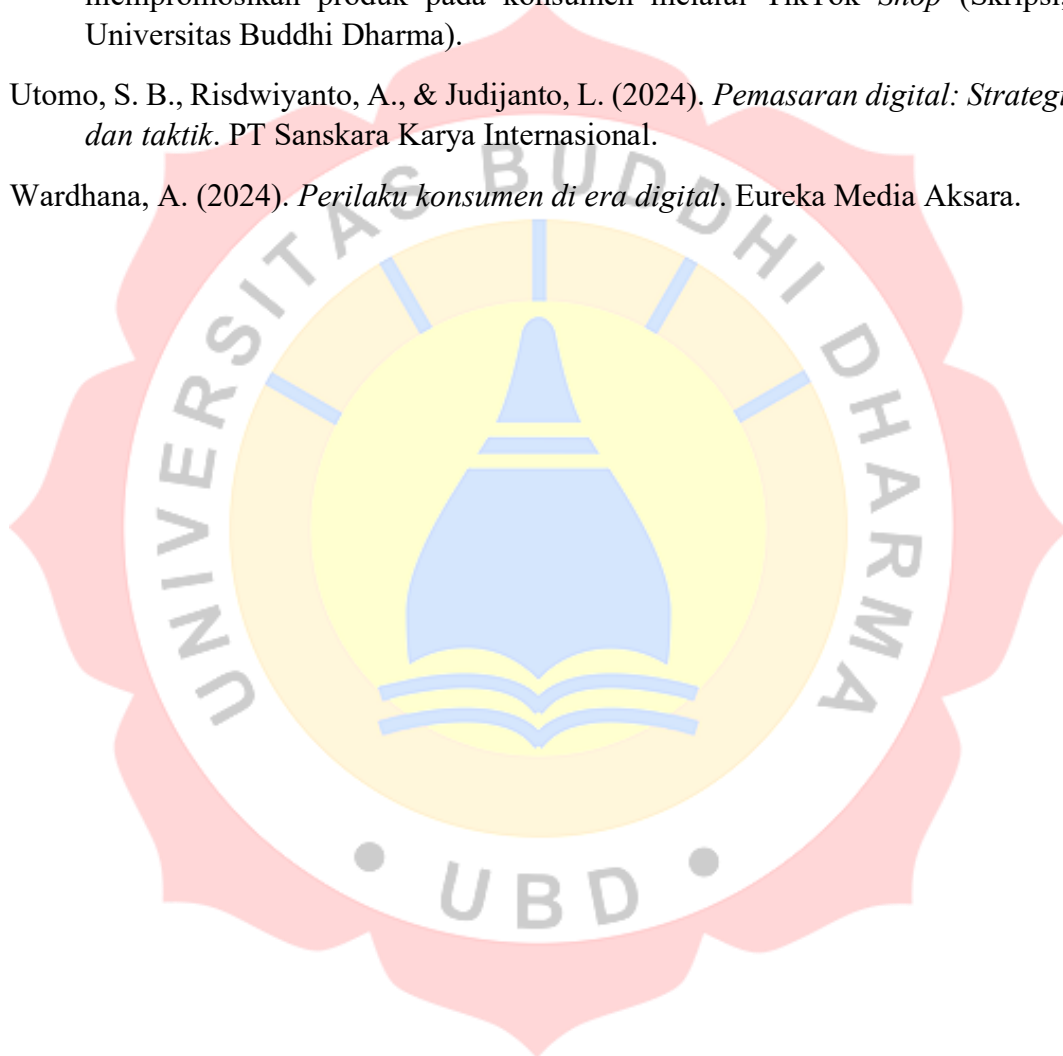 mempromosikan produk pada konsumen melalui TikTok Shop (Skripsi,
Universitas Buddhi Dharma).
Utomo, S. B., Risdwiyanto, A., & Judijanto, L. (2024). Pemasaran digital: Strategi
dan taktik. PT Sanskara Karya Internasional.
Wardhana, A. (2024). Perilaku konsumen di era digital. Eureka Media Aksara.
UNIVERSITAS BUDDHI DHARMA
• UBD •